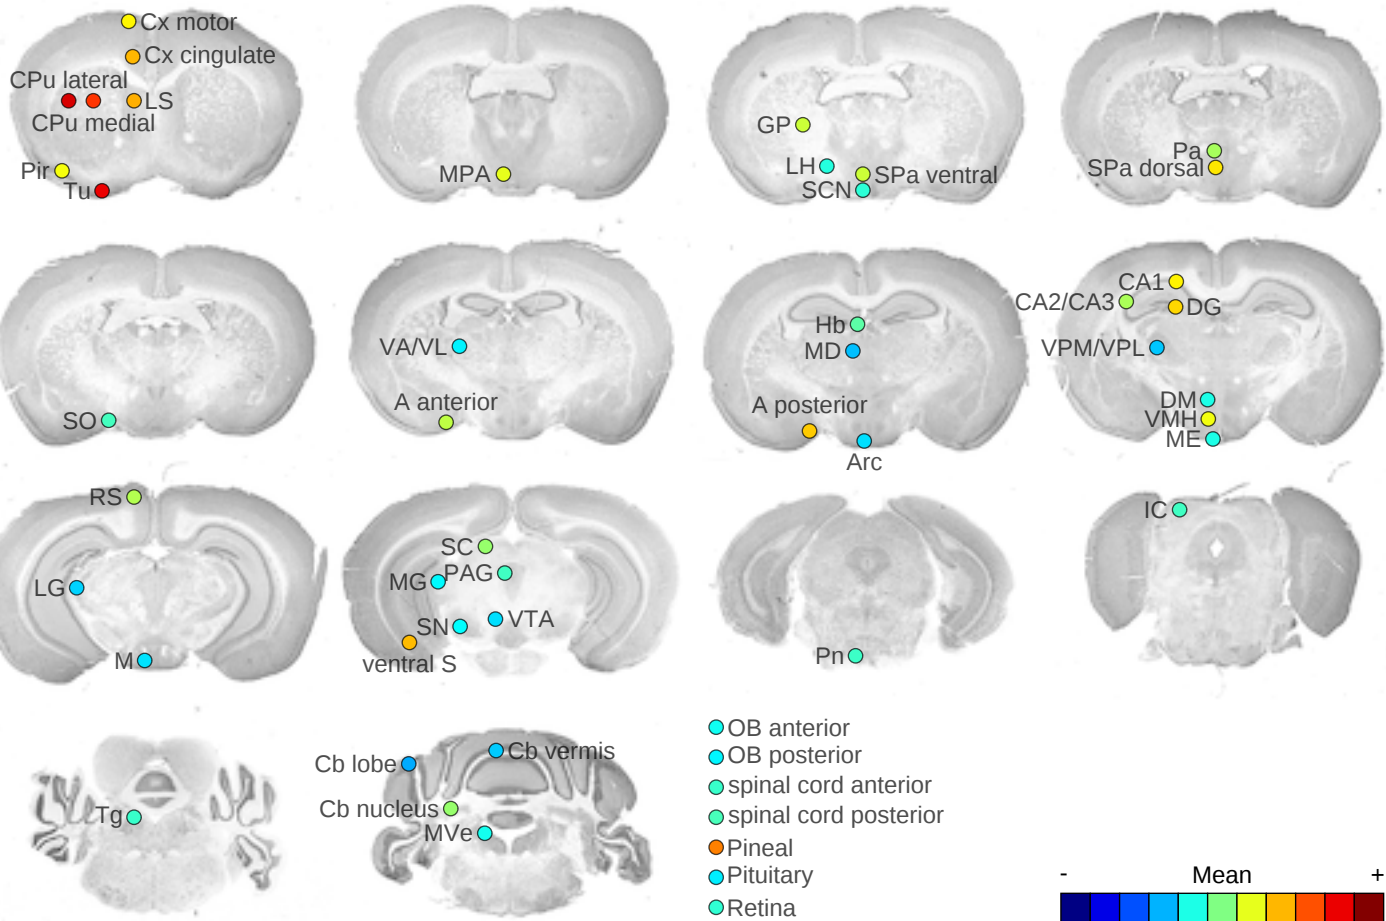 Cx motor
Cx cingulate
CPu lateral
LS
CPu medial
Pir
Tu
MPA
GP
LH
SPa ventral
SCN
Pa
SPa dorsal
SO
VA/VL
A anterior
Hb
MD
A posterior
Arc
CA1
CA2/CA3
DG
VPM/VPL
DM
VMH
ME
RS
LG
M
SC
MG
PAG
SN
VTA
ventral S
Pn
IC
Tg
Cb lobe
Cb vermis
Cb nucleus
MVe
OB anterior
OB posterior
spinal cord anterior
spinal cord posterior
Pineal
Pituitary
Retina
- Mean +